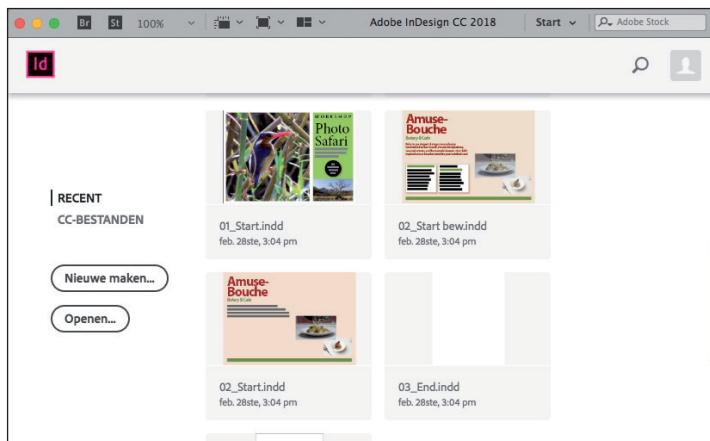 Br St 100% Adobe InDesign CC 2018 Start Adobe Stock
Id
WORKSHOP
Photo
Safari
Amuse-
Bouche
Bakery & Cafe
RECENT
CC-BESTANDEN
01_Start.indd
feb. 28ste, 3:04 pm
02_Start bew.indd
feb. 28ste, 3:04 pm
Nieuwe maken...
Openen...
Amuse-
Bouche
Bakery & Cafe
02_Start.indd
feb. 28ste, 3:04 pm
03_End.indd
feb. 28ste, 3:04 pm